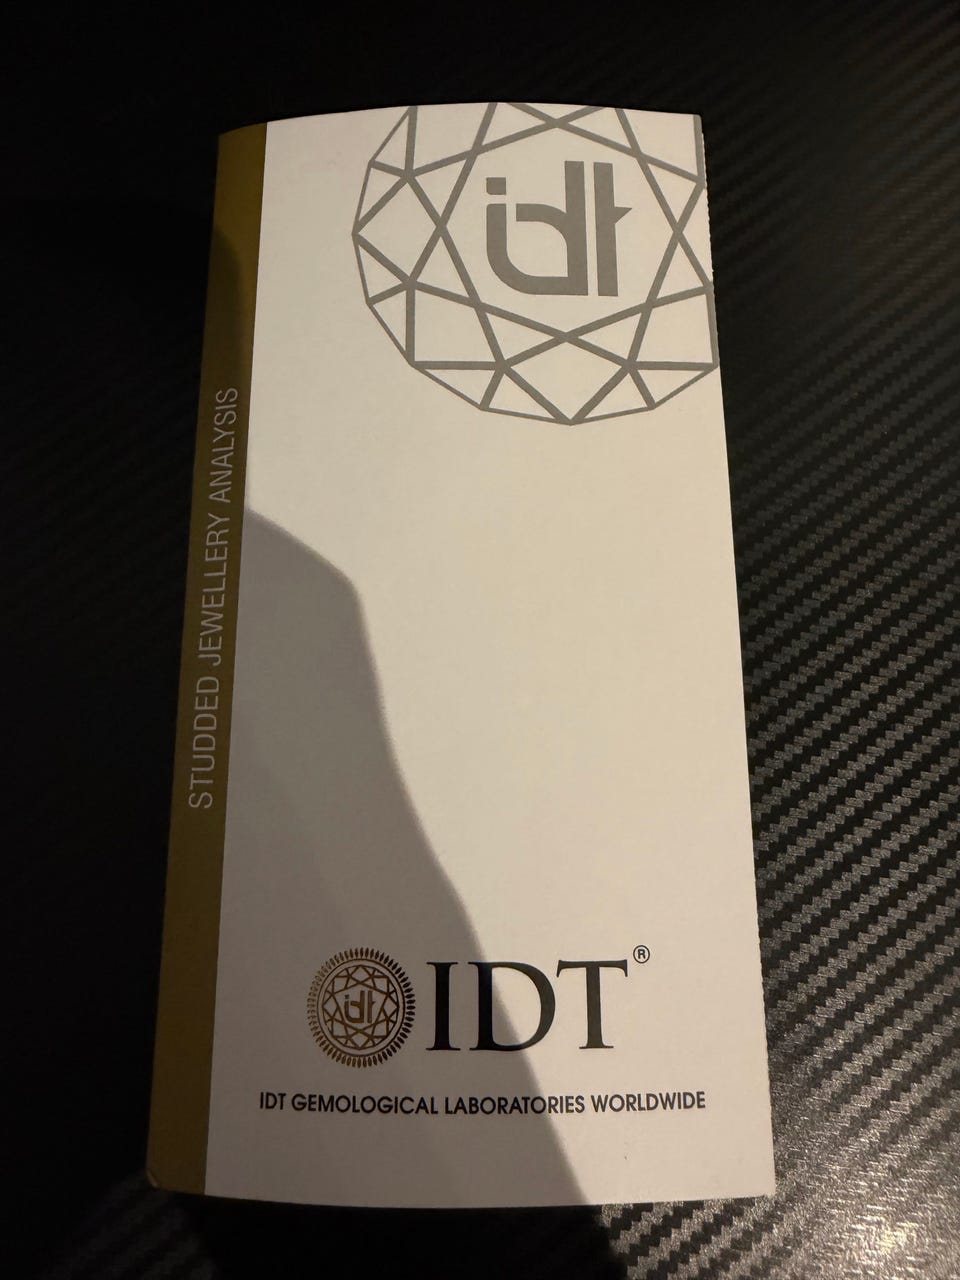 idt
STUDDED JEWELLERY ANALYSIS
idt
IDT®
IDT GEMOLOGICAL LABORATORIES WORLDWIDE